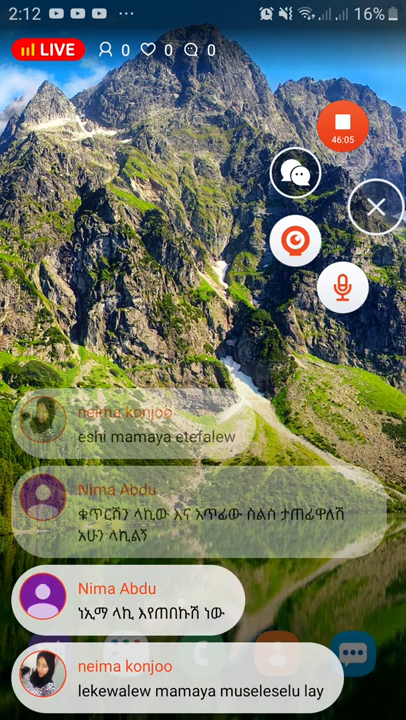 2:12
16%
LIVE
0
0
0
46:05
neima konjoo
eshi mamaya etefalew
Nima Abdu
ቁጥርሽን ላኪው እና አጥፊው ስልስ ታጠፊዋለሽ
አሁን ላኪልኝ
Nima Abdu
ነኢማ ላኪ እየጠበኩሽ ነው
neima konjoo
lekewalew mamaya museleselu lay